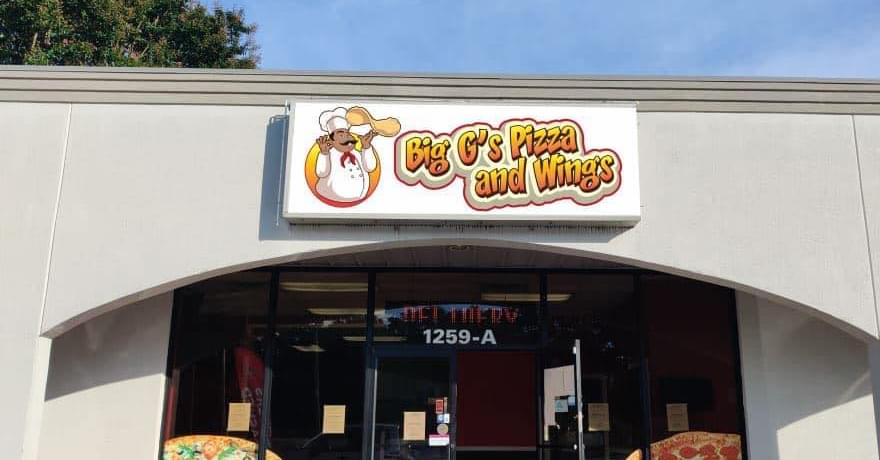 Big G's Pizza
and Wings
DELIVERY
1259-A